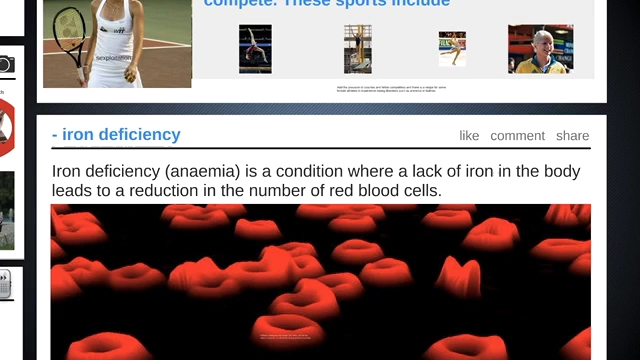 compete. These sports include
sexploitation
- iron deficiency
like comment share
Iron deficiency (anaemia) is a condition where a lack of iron in the body
leads to a reduction in the number of red blood cells.